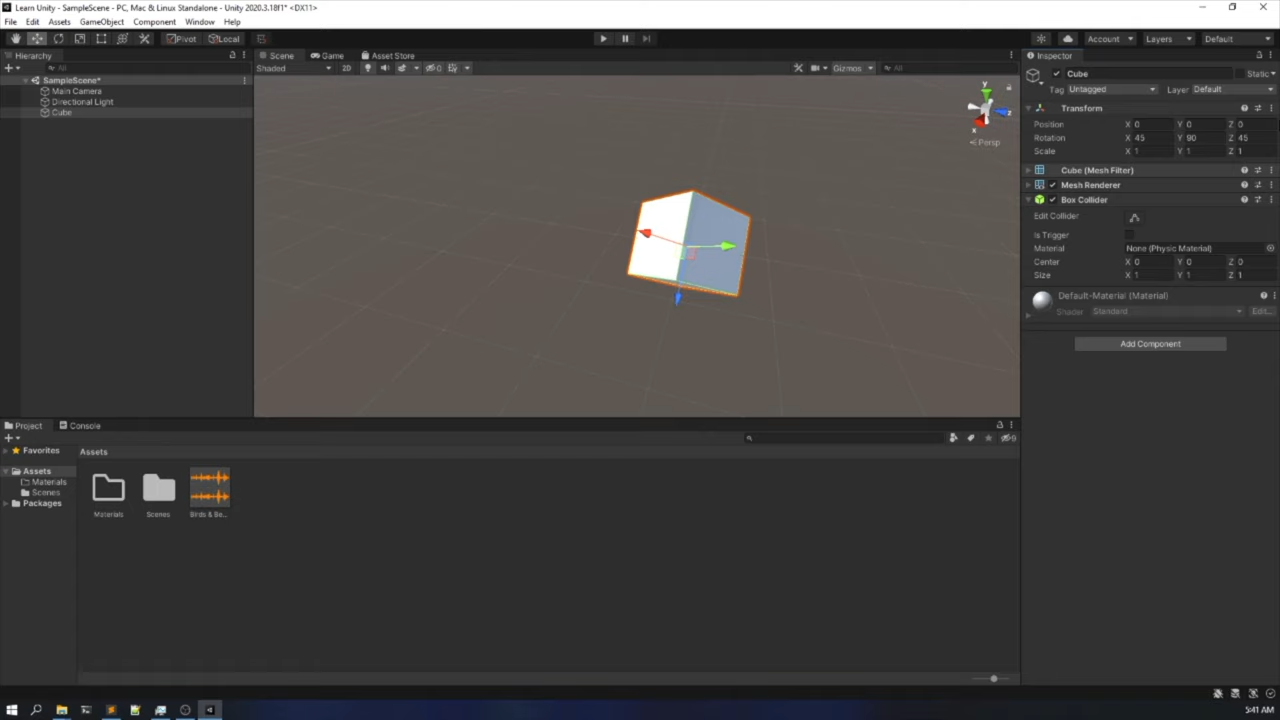 Learn Unity - SampleScene - PC, Mac & Linux Standalone - Unity 2020.3.18f1* <DX11>
File Edit Assets GameObject Component Window Help
Pivot Local Account Layers Default
Hierarchy
All
SampleScene*
Main Camera
Directional Light
Cube
Scene Game Asset Store
Shaded 2D 0 Gizmos All
y
z
x
Persp
Inspector
Cube Static
Tag Untagged Layer Default
Transform
Position X 0 Y 0 Z 0
Rotation X 45 Y 90 Z 45
Scale X 1 Y 1 Z 1
Cube (Mesh Filter)
Mesh Renderer
Box Collider
Edit Collider
Is Trigger
Material None (Physic Material)
Center X 0 Y 0 Z 0
Size X 1 Y 1 Z 1
Default-Material (Material)
Shader Standard Edit...
Add Component
Project Console
Favorites
Assets
Materials
Scenes
Packages
Assets
Materials Scenes Birds & Be...
5:41 AM